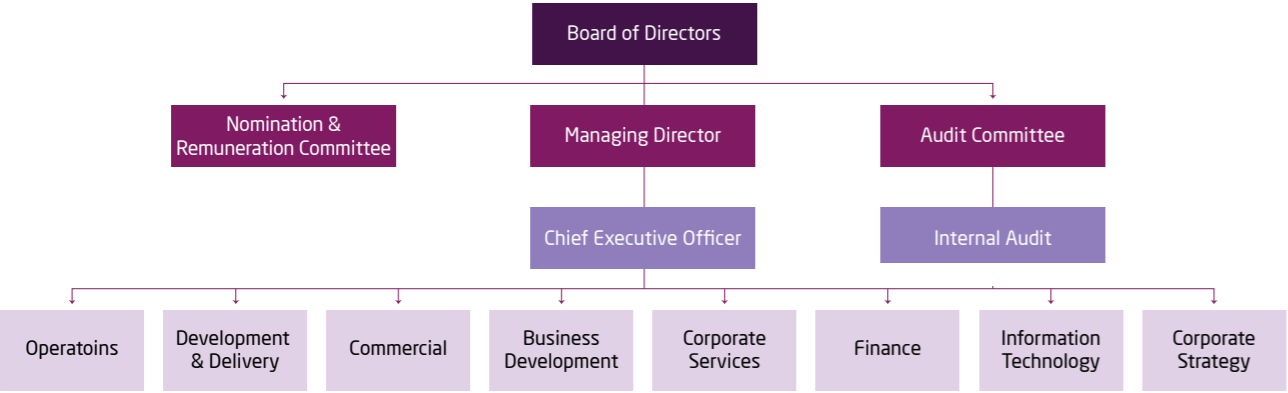 Board of Directors
Nomination &
Remuneration Committee
Managing Director
Audit Committee
Chief Executive Officer
Internal Audit
Operatoins
Development
& Delivery
Commercial
Business
Development
Corporate
Services
Finance
Information
Technology
Corporate
Strategy